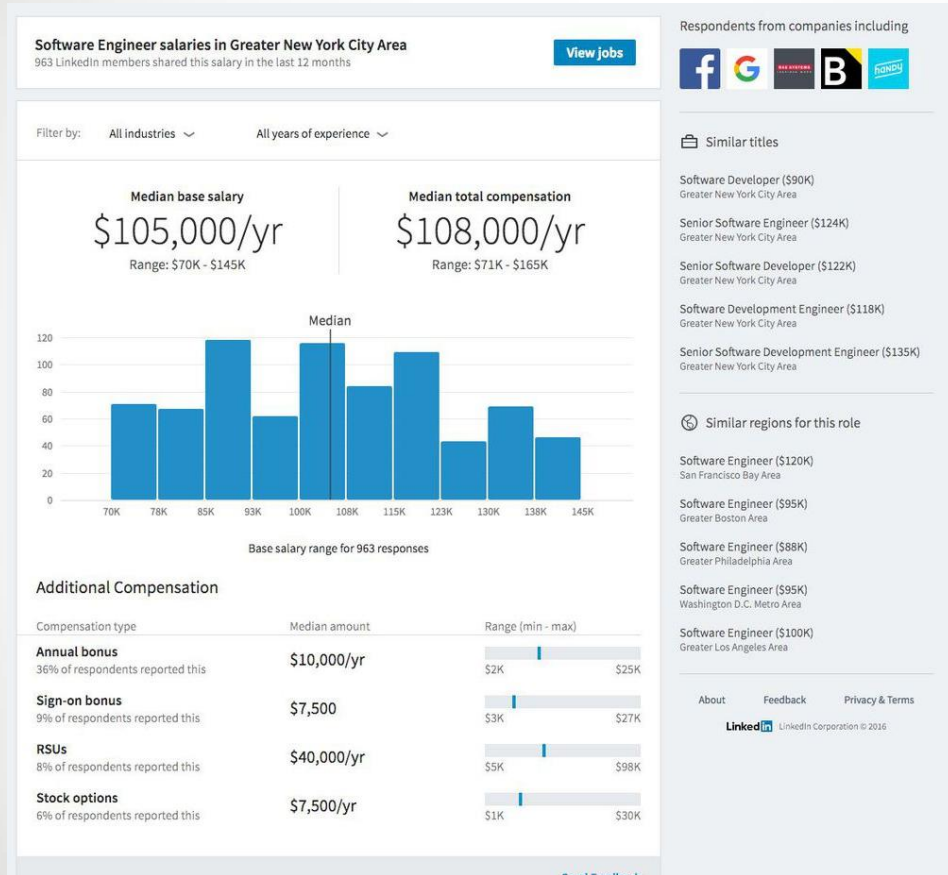 Software Engineer salaries in Greater New York City Area
963 LinkedIn members shared this salary in the last 12 months
View jobs
Filter by: All industries All years of experience
Median base salary
$105,000/yr
Range: $70K - $145K
Median total compensation
$108,000/yr
Range: $71K - $165K
Median
120
100
80
60
40
20
0
70K 78K 85K 93K 100K 108K 115K 123K 130K 138K 145K
Base salary range for 963 responses
Additional Compensation
Compensation type Median amount Range (min - max)
Annual bonus
36% of respondents reported this
$10,000/yr
$2K $25K
Sign-on bonus
9% of respondents reported this
$7,500
$3K $27K
RSUs
8% of respondents reported this
$40,000/yr
$5K $98K
Stock options
6% of respondents reported this
$7,500/yr
$1K $30K
Respondents from companies including
f G B HANDY
Similar titles
Software Developer ($90K)
Greater New York City Area
Senior Software Engineer ($124K)
Greater New York City Area
Senior Software Developer ($122K)
Greater New York City Area
Software Development Engineer ($118K)
Greater New York City Area
Senior Software Development Engineer ($135K)
Greater New York City Area
Similar regions for this role
Software Engineer ($120K)
San Francisco Bay Area
Software Engineer ($95K)
Greater Boston Area
Software Engineer ($88K)
Greater Philadelphia Area
Software Engineer ($95K)
Washington D.C. Metro Area
Software Engineer ($100K)
Greater Los Angeles Area
About Feedback Privacy & Terms
Linked in LinkedIn Corporation © 2016